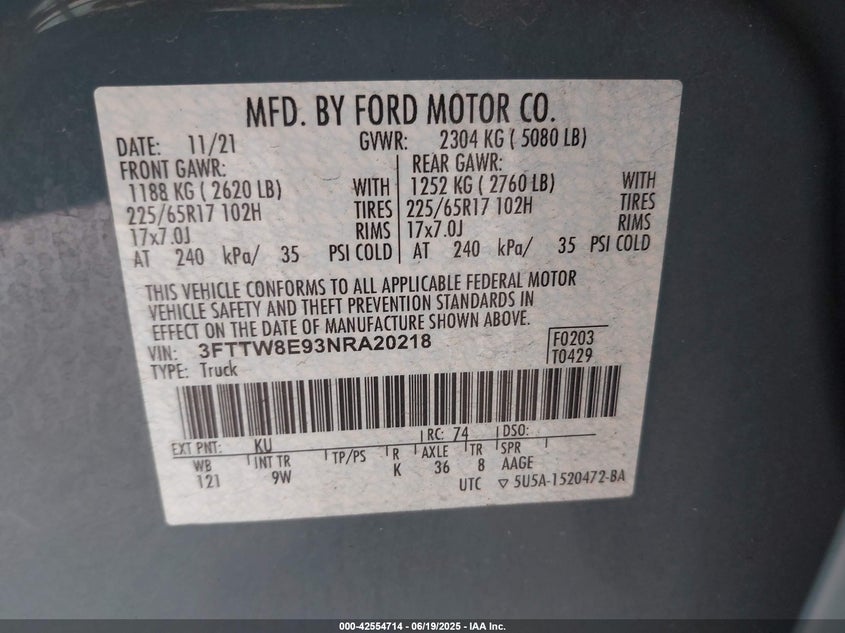 MFD. BY FORD MOTOR CO.
DATE: 11/21 GVWR: 2304 KG ( 5080 LB)
FRONT GAWR: REAR GAWR:
1188 KG ( 2620 LB) WITH 1252 KG ( 2760 LB) WITH
225/65R17 102H TIRES 225/65R17 102H TIRES
17x7.0J RIMS 17x7.0J RIMS
AT 240 kPa/ 35 PSI COLD AT 240 kPa/ 35 PSI COLD
THIS VEHICLE CONFORMS TO ALL APPLICABLE FEDERAL MOTOR
VEHICLE SAFETY AND THEFT PREVENTION STANDARDS IN
EFFECT ON THE DATE OF MANUFACTURE SHOWN ABOVE.
VIN: 3FTTW8E93NRA20218 F0203
TYPE: Truck T0429
EXT PNT: KU RC: 74 DSO:
WB INT TR TP/PS R AXLE TR SPR
121 9W K 36 8 AAGE
UTC ▽ 5U5A-1520472-BA
000-42554714 - 06/19/2025 - IAA Inc.